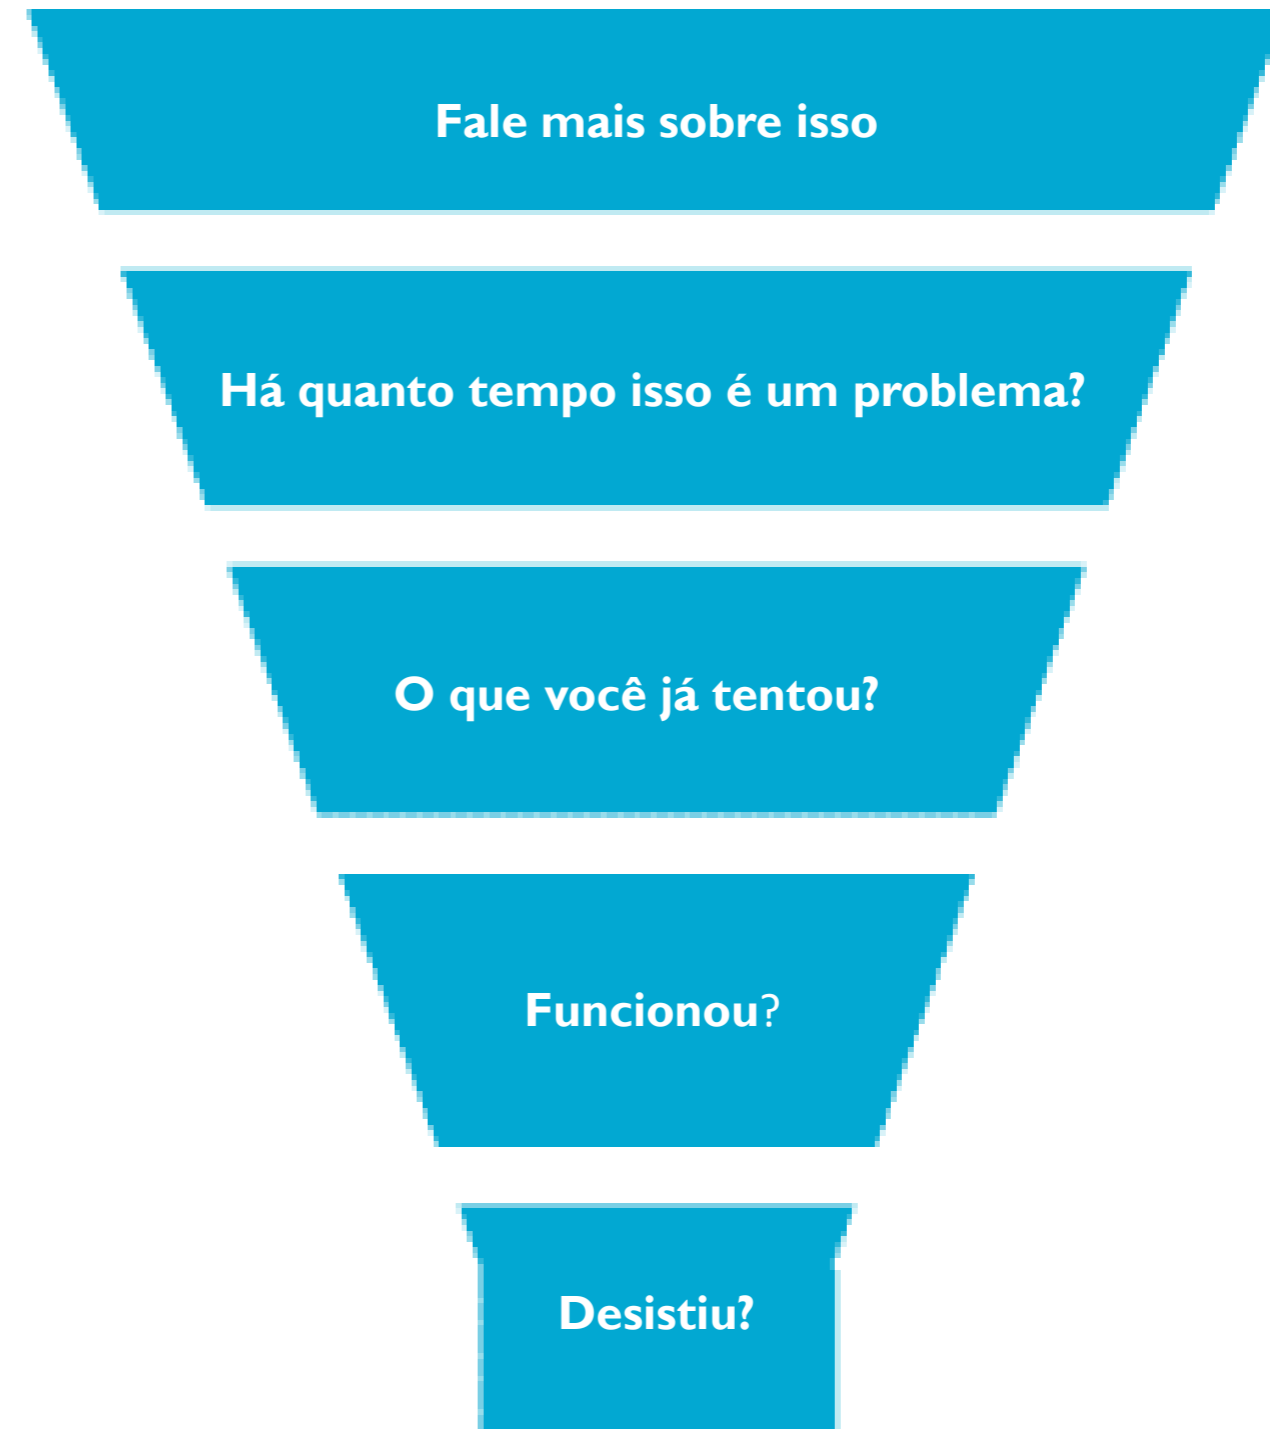 Fale mais sobre isso
Há quanto tempo isso é um problema?
O que você já tentou?
Funcionou?
Desistiu?